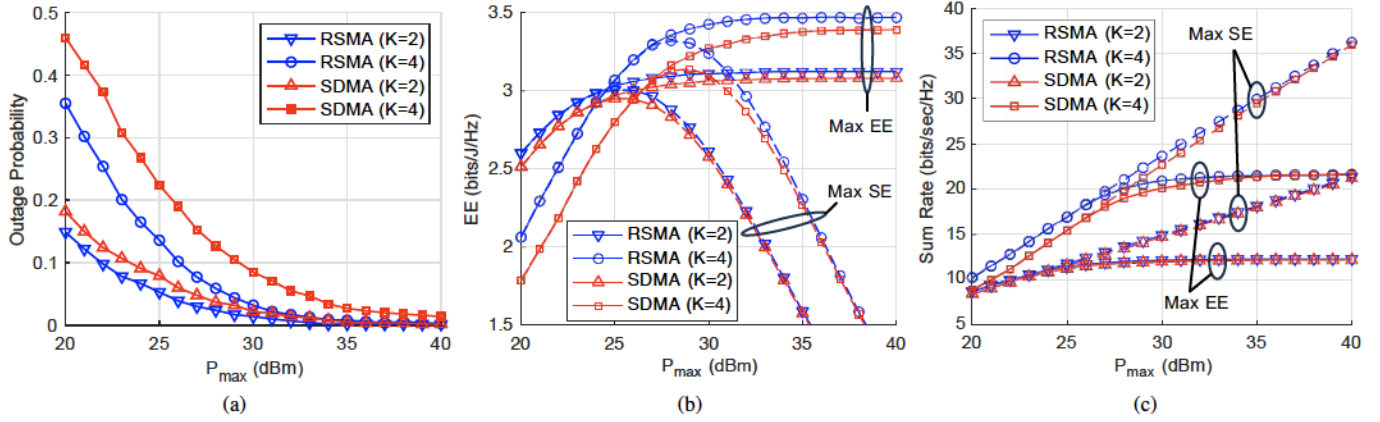 0.5
0.4
0.3
0.2
0.1
0
Outage Probability
RSMA (K=2)
RSMA (K=4)
SDMA (K=2)
SDMA (K=4)
20 25 30 35 40
P_max (dBm)
(a)
3.5
3
2.5
2
1.5
EE (bits/J/Hz)
Max EE
Max SE
RSMA (K=2)
RSMA (K=4)
SDMA (K=2)
SDMA (K=4)
20 25 30 35 40
P_max (dBm)
(b)
40
35
30
25
20
15
10
5
Sum Rate (bits/sec/Hz)
RSMA (K=2)
RSMA (K=4)
SDMA (K=2)
SDMA (K=4)
Max SE
Max EE
20 25 30 35 40
P_max (dBm)
(c)